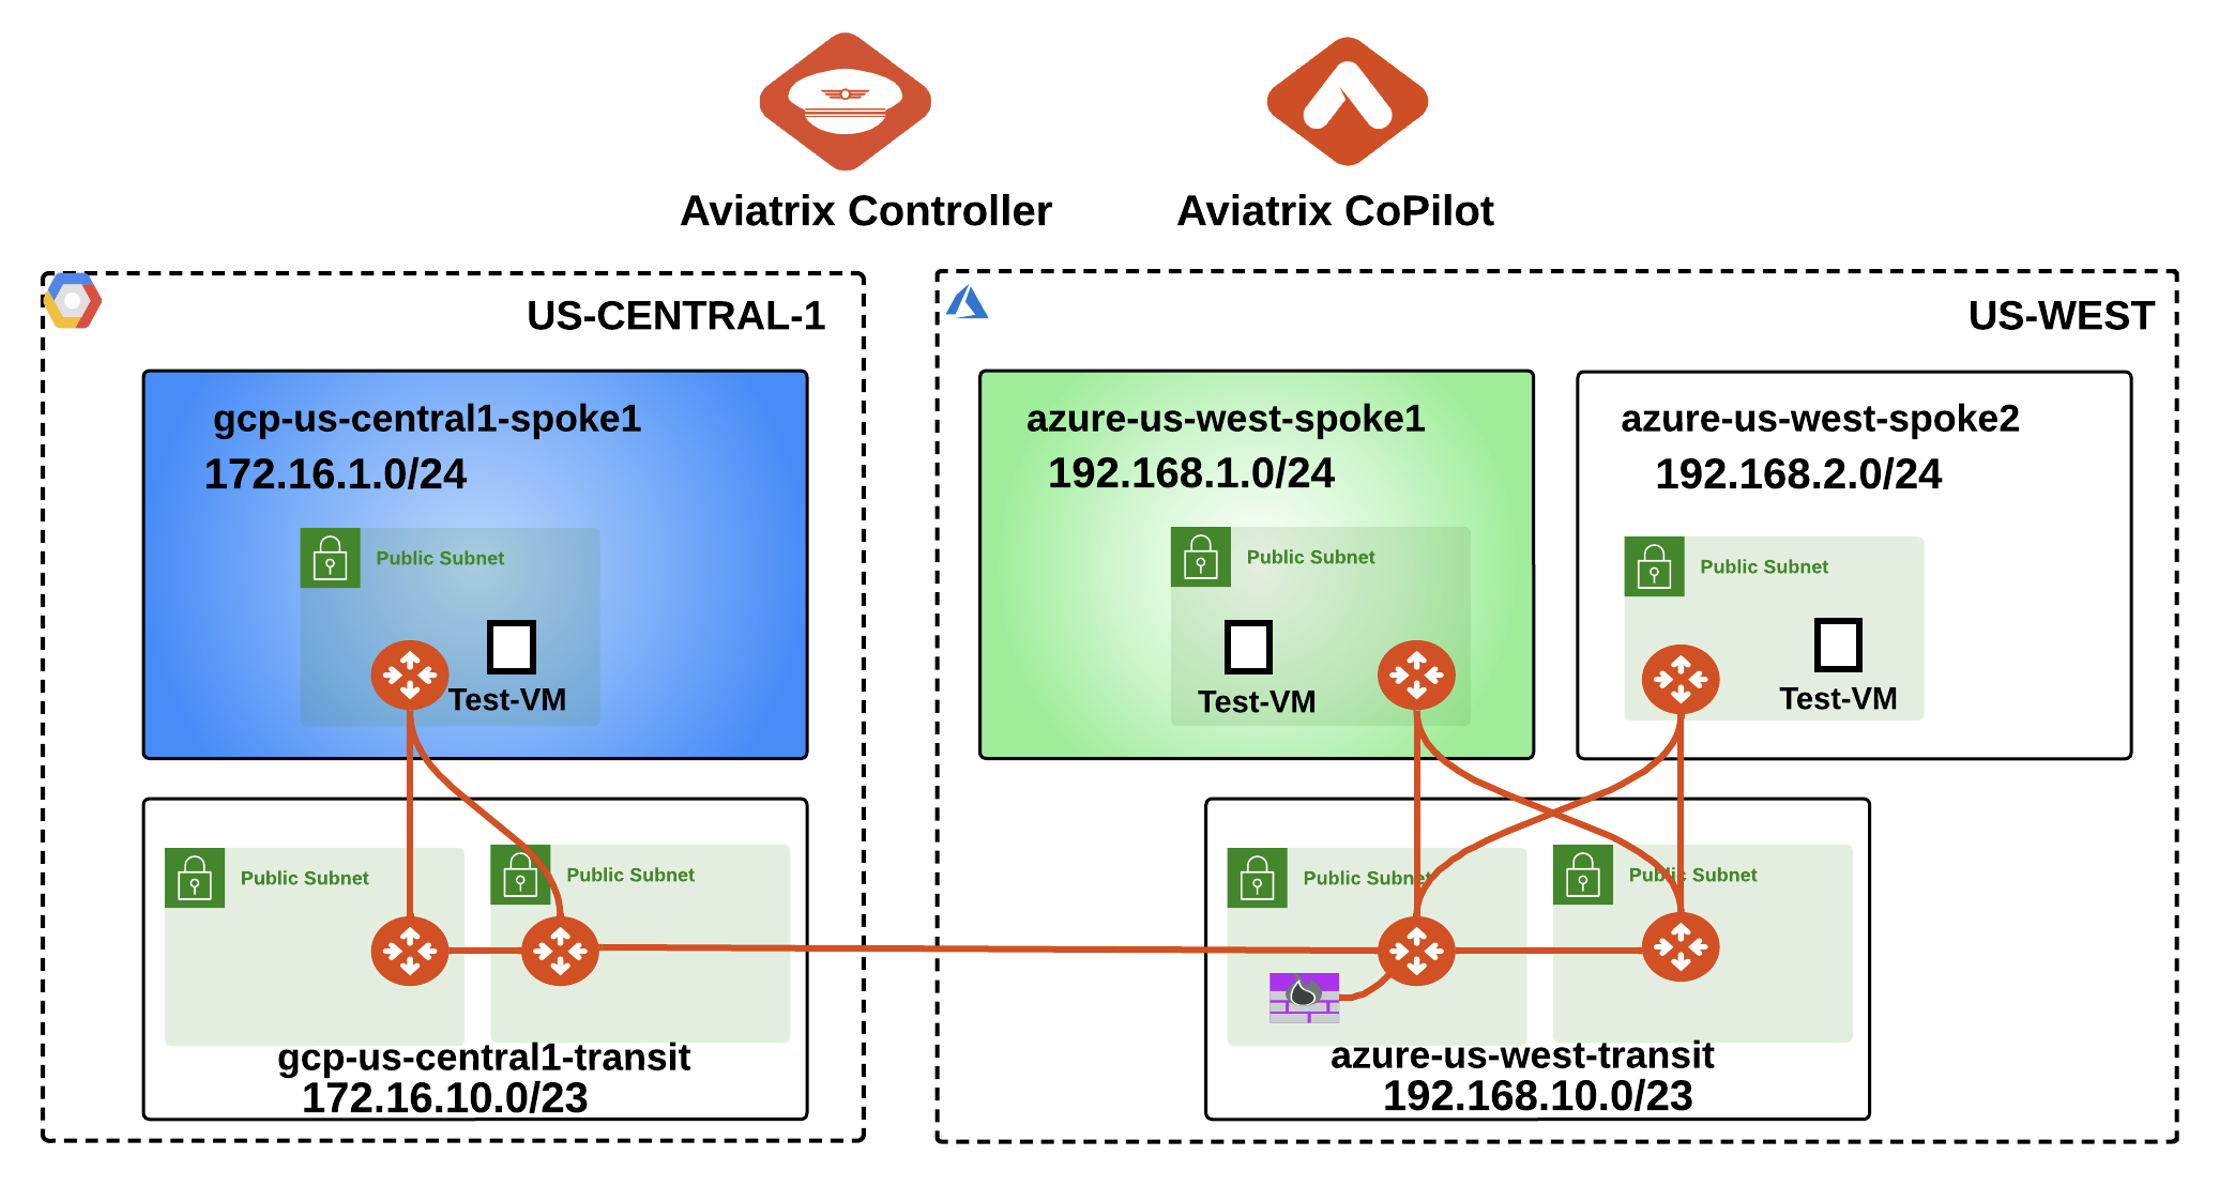 Aviatrix Controller
Aviatrix CoPilot
US-CENTRAL-1
gcp-us-central1-spoke1
172.16.1.0/24
Public Subnet
Test-VM
Public Subnet
Public Subnet
gcp-us-central1-transit
172.16.10.0/23
US-WEST
azure-us-west-spoke1
192.168.1.0/24
Public Subnet
Test-VM
azure-us-west-spoke2
192.168.2.0/24
Public Subnet
Test-VM
Public Subnet
Public Subnet
azure-us-west-transit
192.168.10.0/23